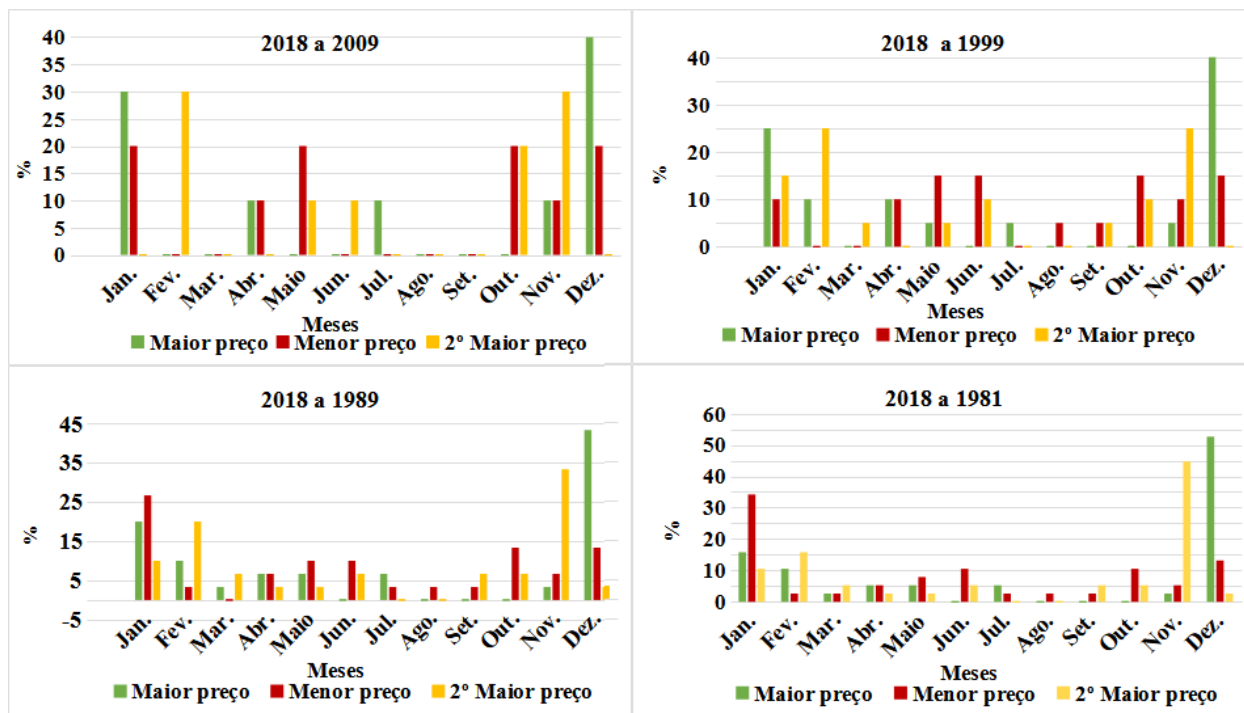 2018 a 2009
40
35
30
25
20
15
10
5
0
%
Jan. Fev. Mar. Abr. Maio Jun. Jul. Ago. Set. Out. Nov. Dez.
Meses
Maior preço Menor preço 2º Maior preço
2018 a 1999
40
30
20
10
0
%
Jan. Fev. Mar. Abr. Maio Jun. Jul. Ago. Set. Out. Nov. Dez.
Meses
Maior preço Menor preço 2º Maior preço
2018 a 1989
45
35
25
15
5
-5
%
Jan. Fev. Mar. Abr. Maio Jun. Jul. Ago. Set. Out. Nov. Dez.
Meses
Maior preço Menor preço 2º Maior preço
2018 a 1981
60
50
40
30
20
10
0
%
Jan. Fev. Mar. Abr. Maio Jun. Jul. Ago. Set. Out. Nov. Dez.
Meses
Maior preço Menor preço 2º Maior preço